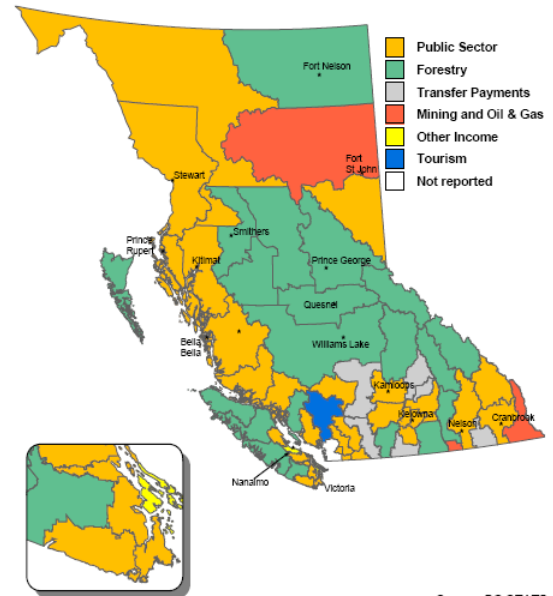 Public Sector
Forestry
Transfer Payments
Mining and Oil & Gas
Other Income
Tourism
Not reported
Fort Nelson
Fort
St John
Stewart
Smithers
Prince
Rupert
Kitimat
Prince George
Quesnel
Bella
Bella
Williams Lake
Kamloops
Kelowna
Nelson
Cranbrook
Nanaimo
Victoria